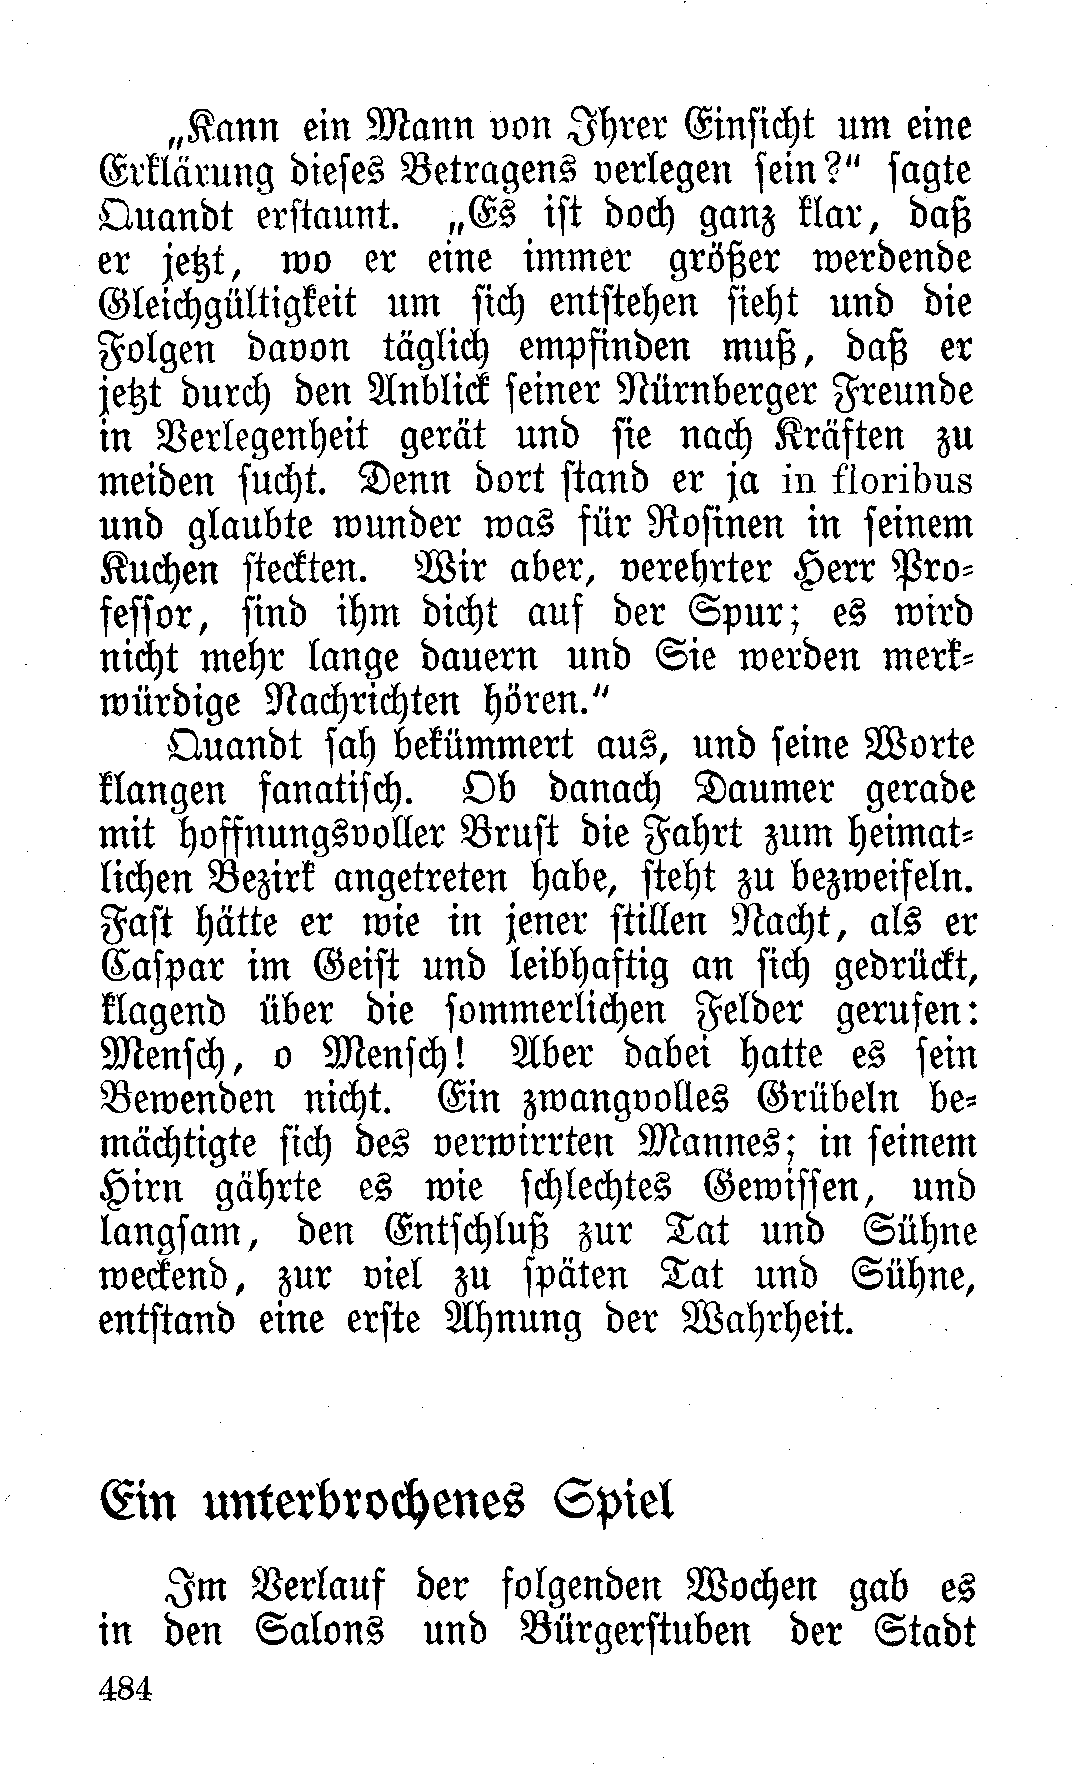 „Kann ein Mann von Ihrer Einsicht um eine
Erklärung dieses Betragens verlegen sein?“ sagte
Quandt erstaunt. „Es ist doch ganz klar, daß
er jetzt, wo er eine immer größer werdende
Gleichgültigkeit um sich entstehen sieht und die
Folgen davon täglich empfinden muß, daß er
jetzt durch den Anblick seiner Nürnberger Freunde
in Verlegenheit gerät und sie nach Kräften zu
meiden sucht. Denn dort stand er ja in floribus
und glaubte wunder was für Rosinen in seinem
Kuchen steckten. Wir aber, verehrter Herr Pro-
fessor, sind ihm dicht auf der Spur; es wird
nicht mehr lange dauern und Sie werden merk-
würdige Nachrichten hören.“
Quandt sah bekümmert aus, und seine Worte
klangen fanatisch. Ob danach Daumer gerade
mit hoffnungsvoller Brust die Fahrt zum heimat-
lichen Bezirk angetreten habe, steht zu bezweifeln.
Fast hätte er wie in jener stillen Nacht, als er
Caspar im Geist und leibhaftig an sich gedrückt,
klagend über die sommerlichen Felder gerufen:
Mensch, o Mensch! Aber dabei hatte es sein
Bewenden nicht. Ein zwangvolles Grübeln be-
mächtigte sich des verwirrten Mannes; in seinem
Hirn gährte es wie schlechtes Gewissen, und
langsam, den Entschluß zur Tat und Sühne
weckend, zur viel zu späten Tat und Sühne,
entstand eine erste Ahnung der Wahrheit.
Ein unterbrochenes Spiel
Im Verlauf der folgenden Wochen gab es
in den Salons und Bürgerstuben der Stadt
484